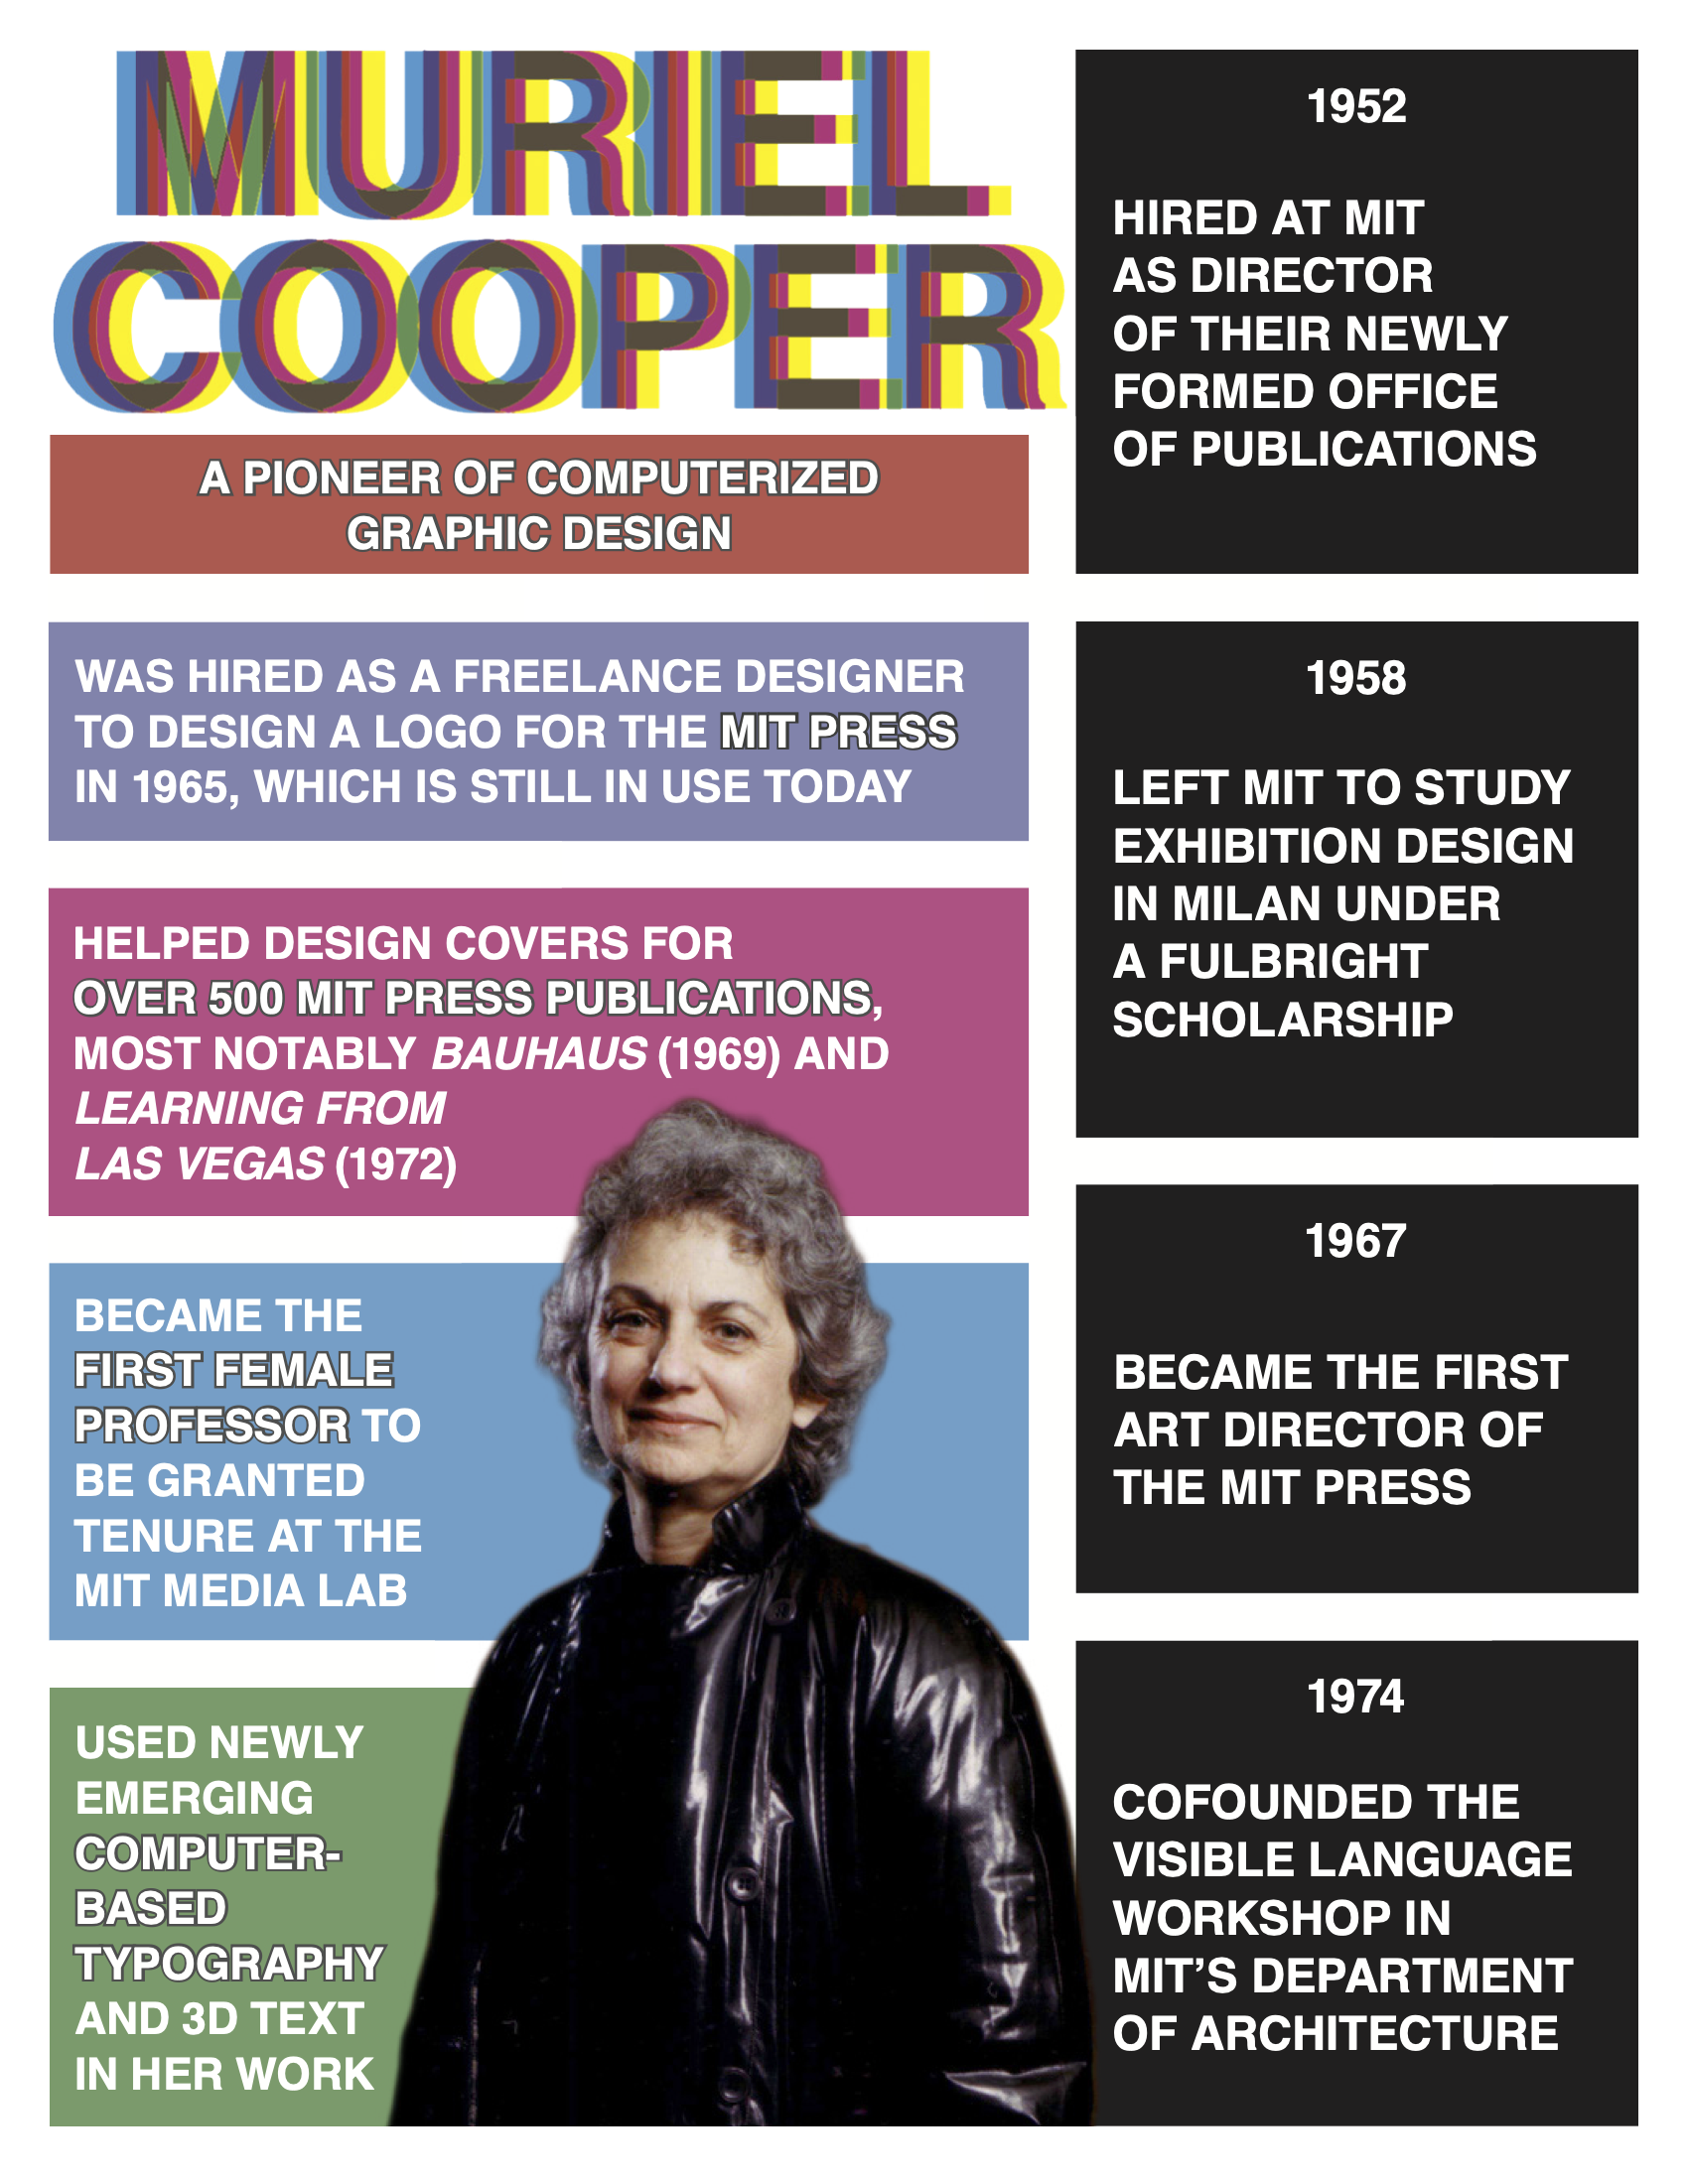 MURIEL
COOPER
A PIONEER OF COMPUTERIZED
GRAPHIC DESIGN
WAS HIRED AS A FREELANCE DESIGNER
TO DESIGN A LOGO FOR THE MIT PRESS
IN 1965, WHICH IS STILL IN USE TODAY
HELPED DESIGN COVERS FOR
OVER 500 MIT PRESS PUBLICATIONS,
MOST NOTABLY BAUHAUS (1969) AND
LEARNING FROM
LAS VEGAS (1972)
BECAME THE
FIRST FEMALE
PROFESSOR TO
BE GRANTED
TENURE AT THE
MIT MEDIA LAB
USED NEWLY
EMERGING
COMPUTER-
BASED
TYPOGRAPHY
AND 3D TEXT
IN HER WORK
1952
HIRED AT MIT
AS DIRECTOR
OF THEIR NEWLY
FORMED OFFICE
OF PUBLICATIONS
1958
LEFT MIT TO STUDY
EXHIBITION DESIGN
IN MILAN UNDER
A FULBRIGHT
SCHOLARSHIP
1967
BECAME THE FIRST
ART DIRECTOR OF
THE MIT PRESS
1974
COFOUNDED THE
VISIBLE LANGUAGE
WORKSHOP IN
MIT’S DEPARTMENT
OF ARCHITECTURE